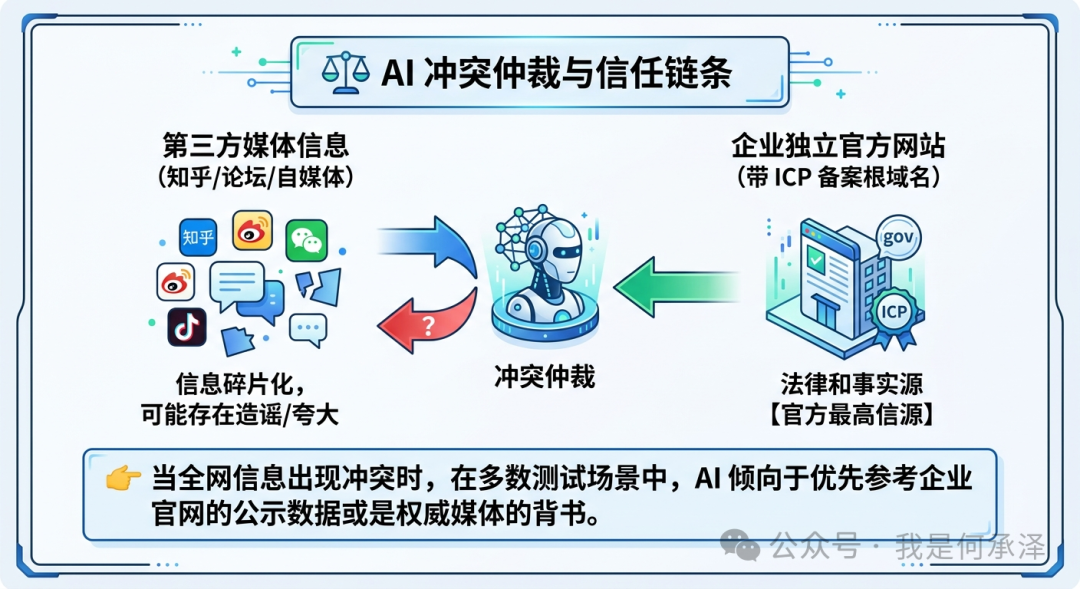 AI 冲突仲裁与信任链条
第三方媒体信息
（知乎/论坛/自媒体）
知乎
信息碎片化，
可能存在造谣/夸大
?
冲突仲裁
企业独立官方网站
（带 ICP 备案根域名）
gov
ICP
法律和事实源
【官方最高信源】
👉 当全网信息出现冲突时，在多数测试场景中，AI 倾向于优先参考企业
官网的公示数据或是权威媒体的背书。
公众号 · 我是何承泽